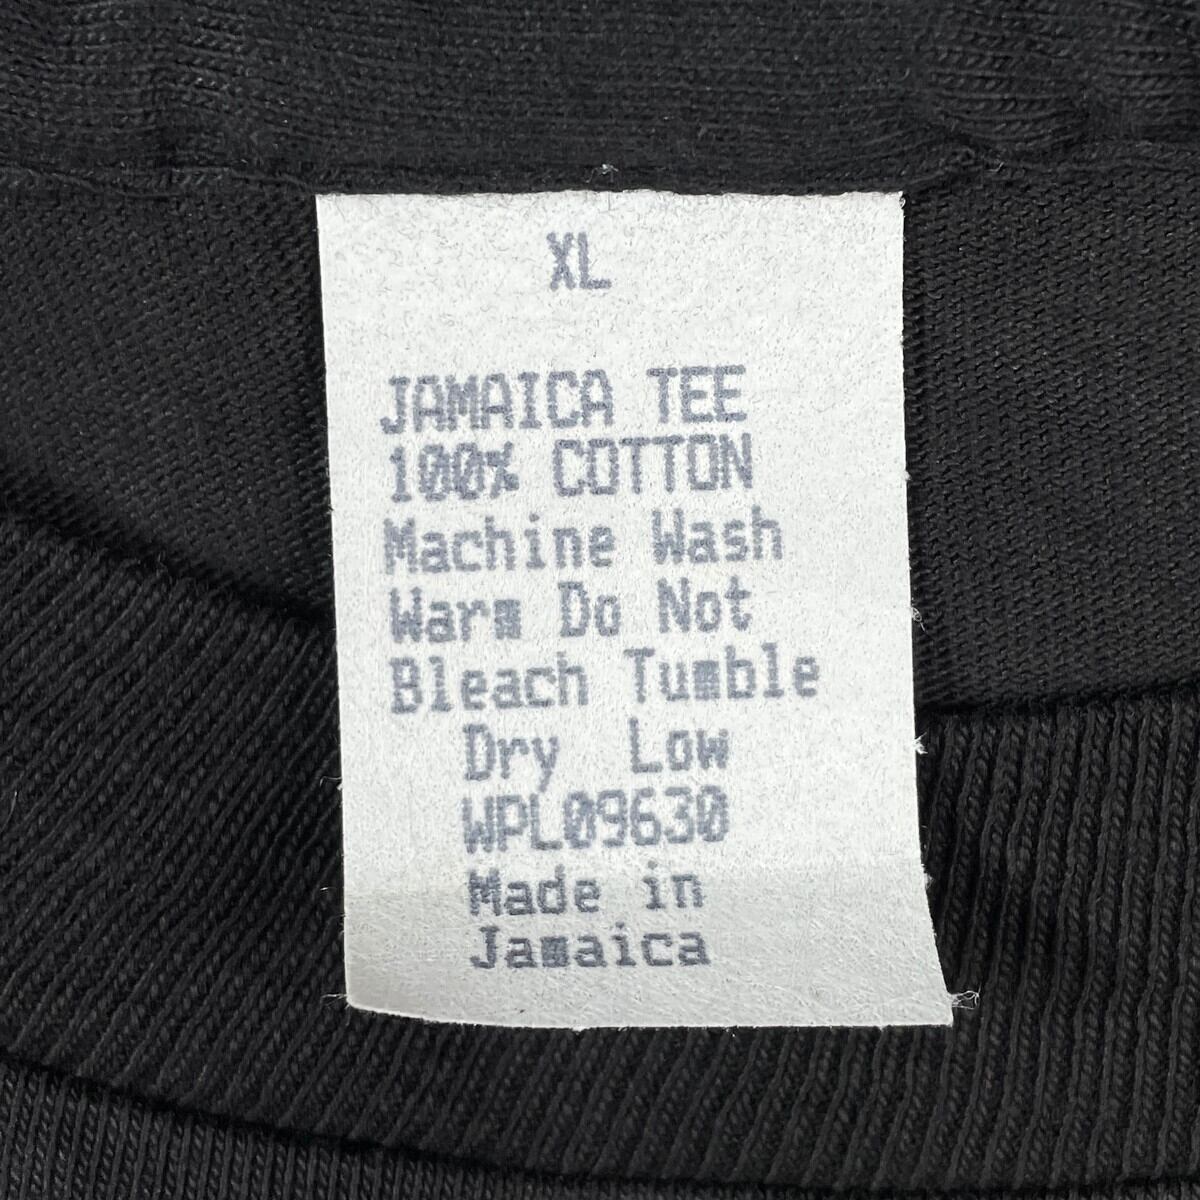 XL
JAMAICA TEE
100% COTTON
Machine Wash
Warm Do Not
Bleach Tumble
Dry Low
WPL09630
Made in
Jamaica